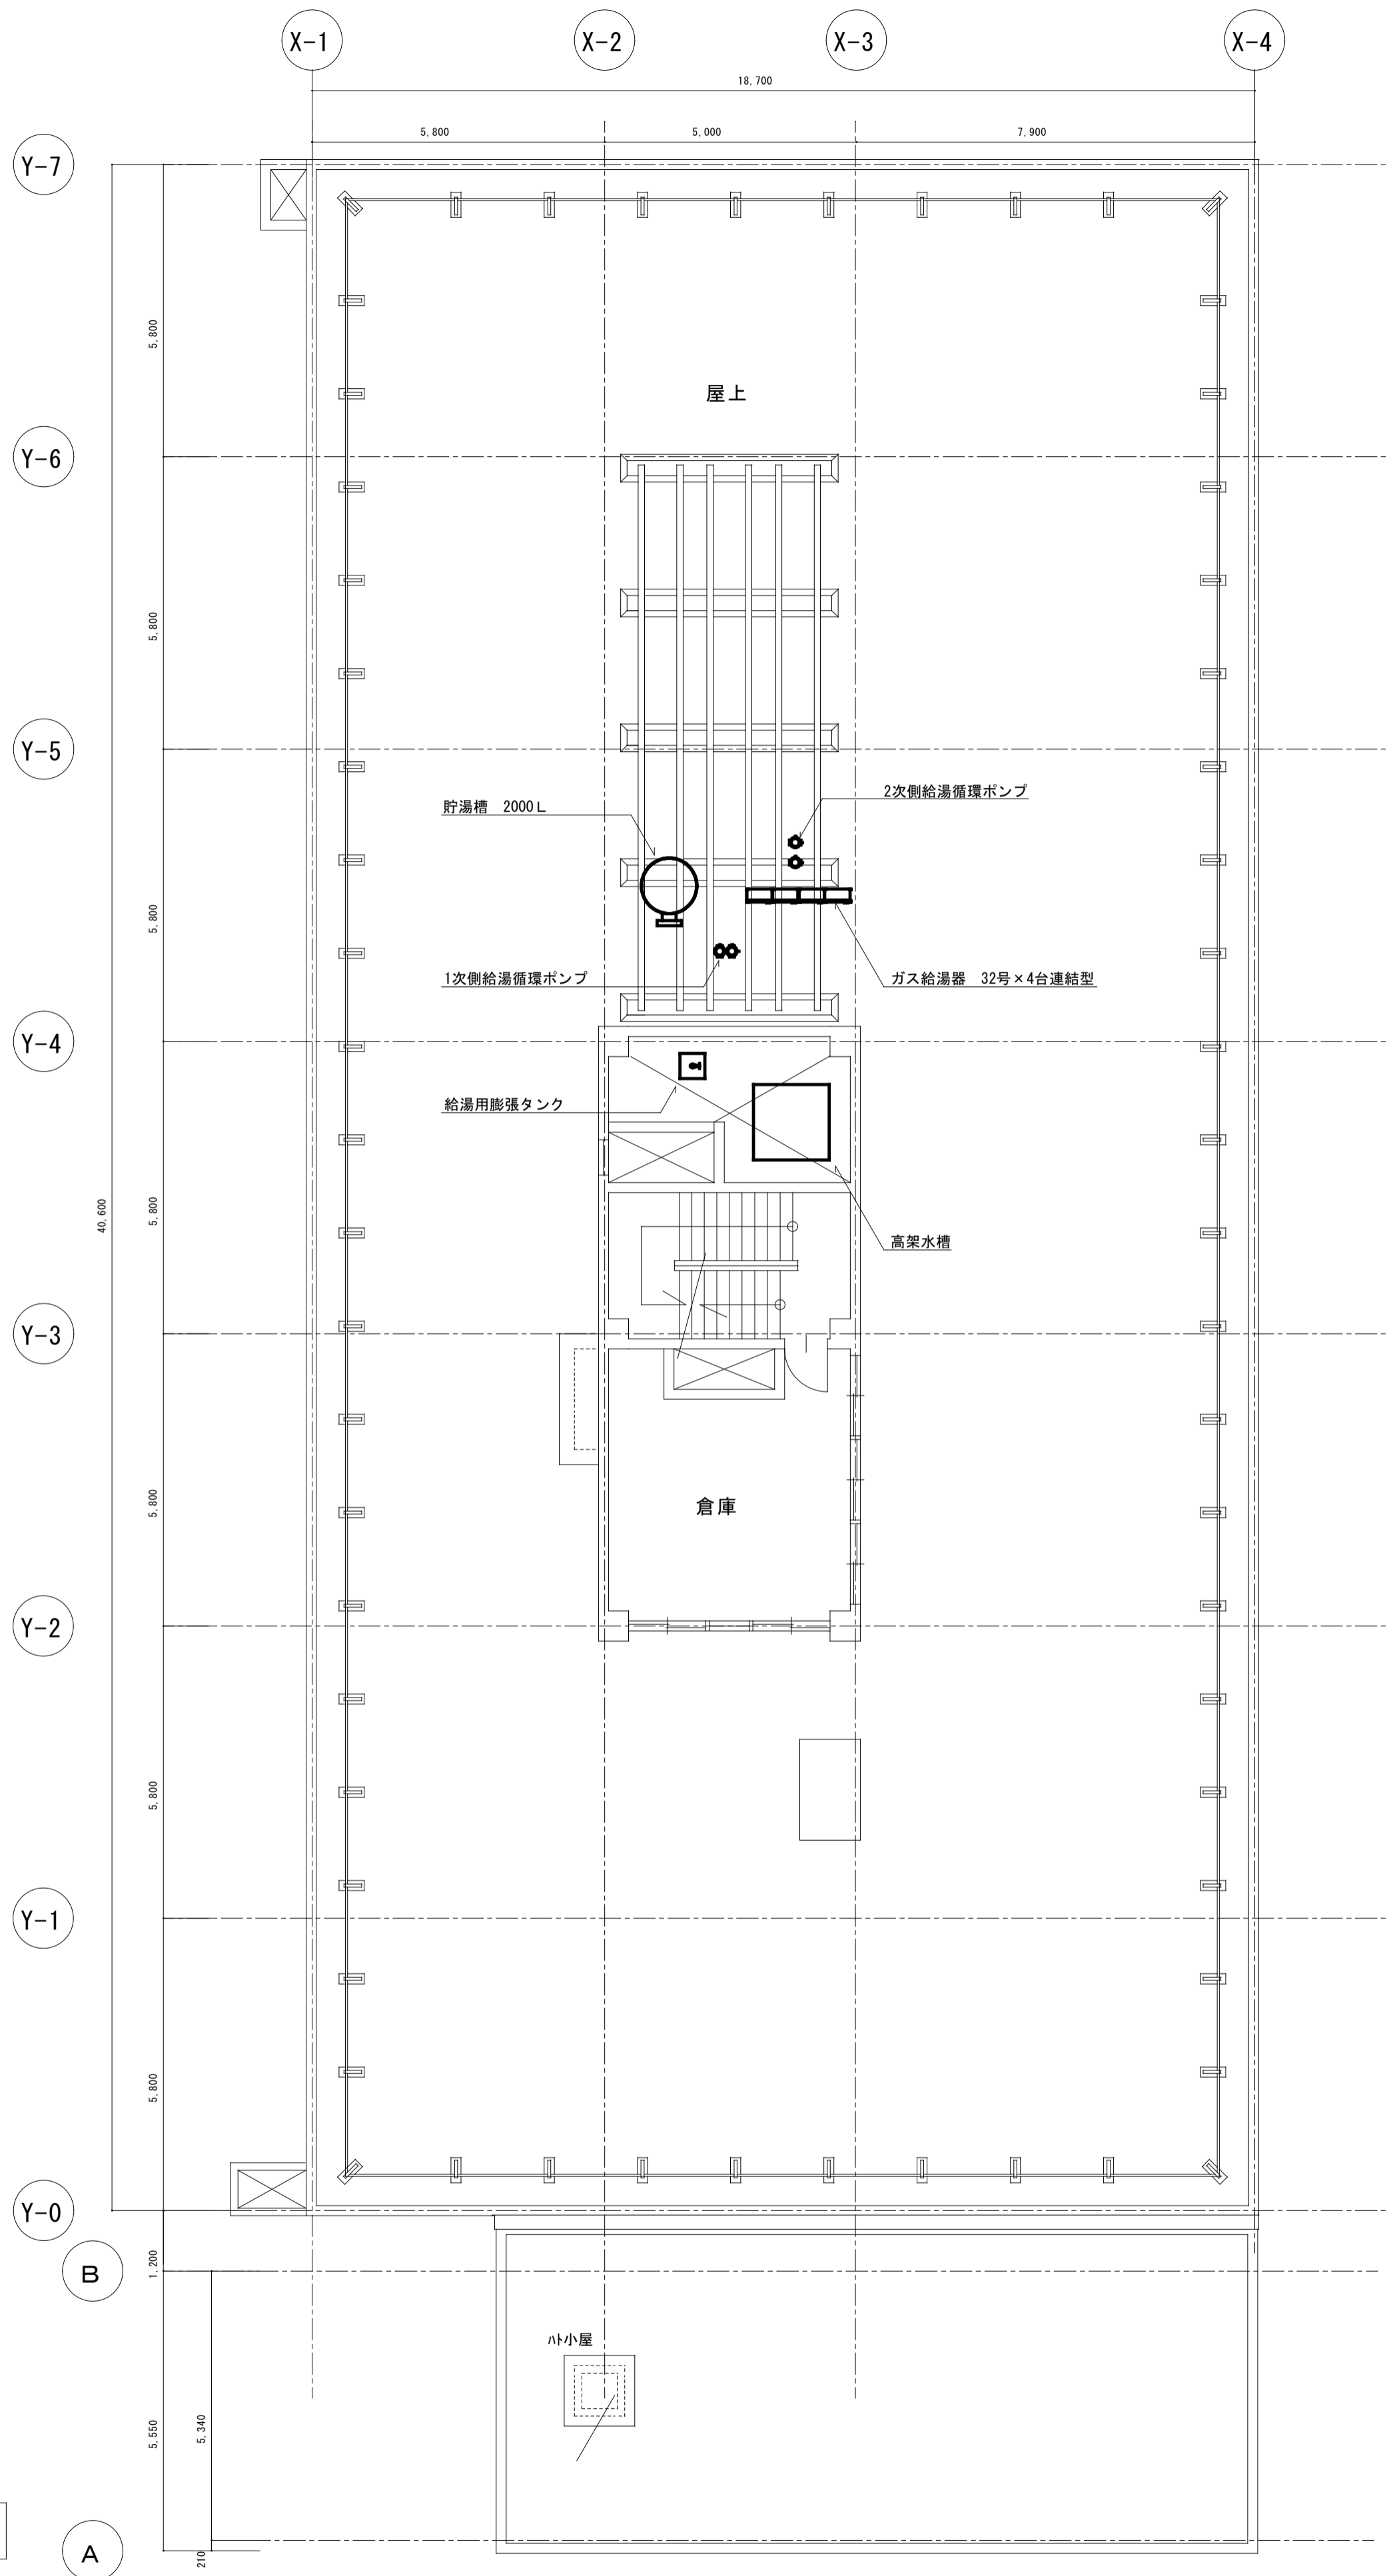 X-1
X-2
X-3
X-4
18,700
5,800
5,000
7,900
Y-7
5,800
屋上
Y-6
5,800
Y-5
2次側給湯循環ポンプ
貯湯槽 2000L
5,800
1次側給湯循環ポンプ
ガス給湯器 32号×4台連結型
Y-4
給湯用膨張タンク
40,600
5,800
高架水槽
Y-3
5,800
倉庫
Y-2
5,800
Y-1
5,800
Y-0
B
1,200
ﾊﾄ小屋
5,550
5,340
A
210